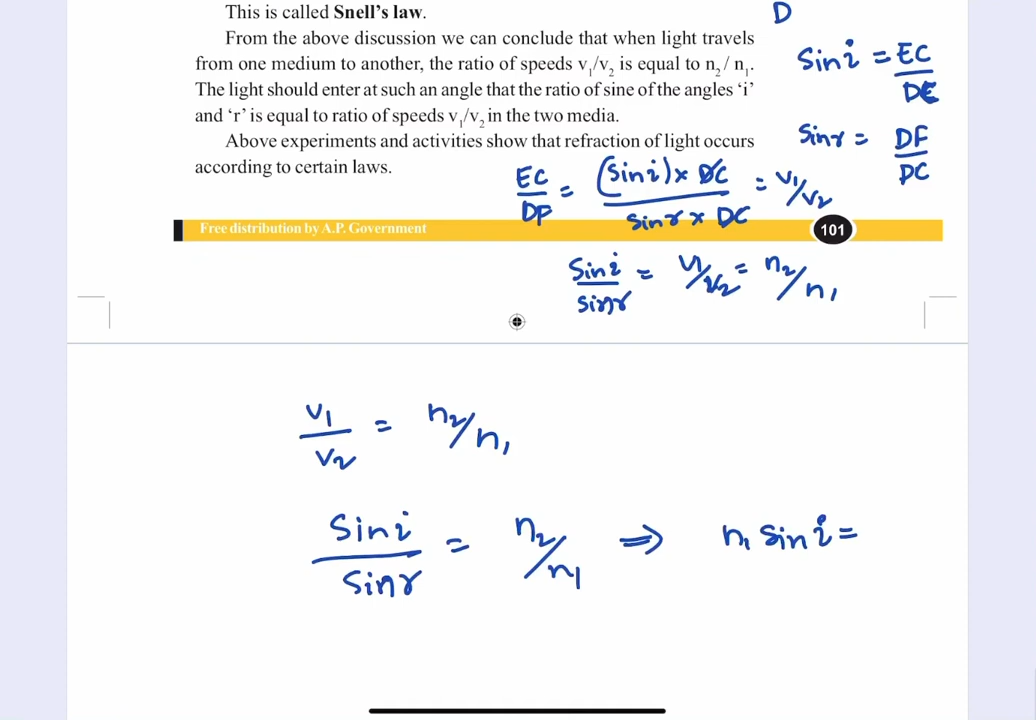 This is called Snell's law.
From the above discussion we can conclude that when light travels
from one medium to another, the ratio of speeds v₁/v₂ is equal to n₂/ n₁.
The light should enter at such an angle that the ratio of sine of the angles ‘i’
and ‘r’ is equal to ratio of speeds v₁/v₂ in the two media.
Above experiments and activities show that refraction of light occurs
according to certain laws.
D
Sin i = EC/DC
Sin r = DF/DC
EC/DF = (Sin i) x DC / sin r x DC = v₁/v₂
Free distribution by A.P. Government 101
Sin i/sin r = v₁/v₂ = n₂/n₁
v₁/v₂ = n₂/n₁
Sin i/Sin r = n₂/n₁ ⇒ n₁ Sin i =